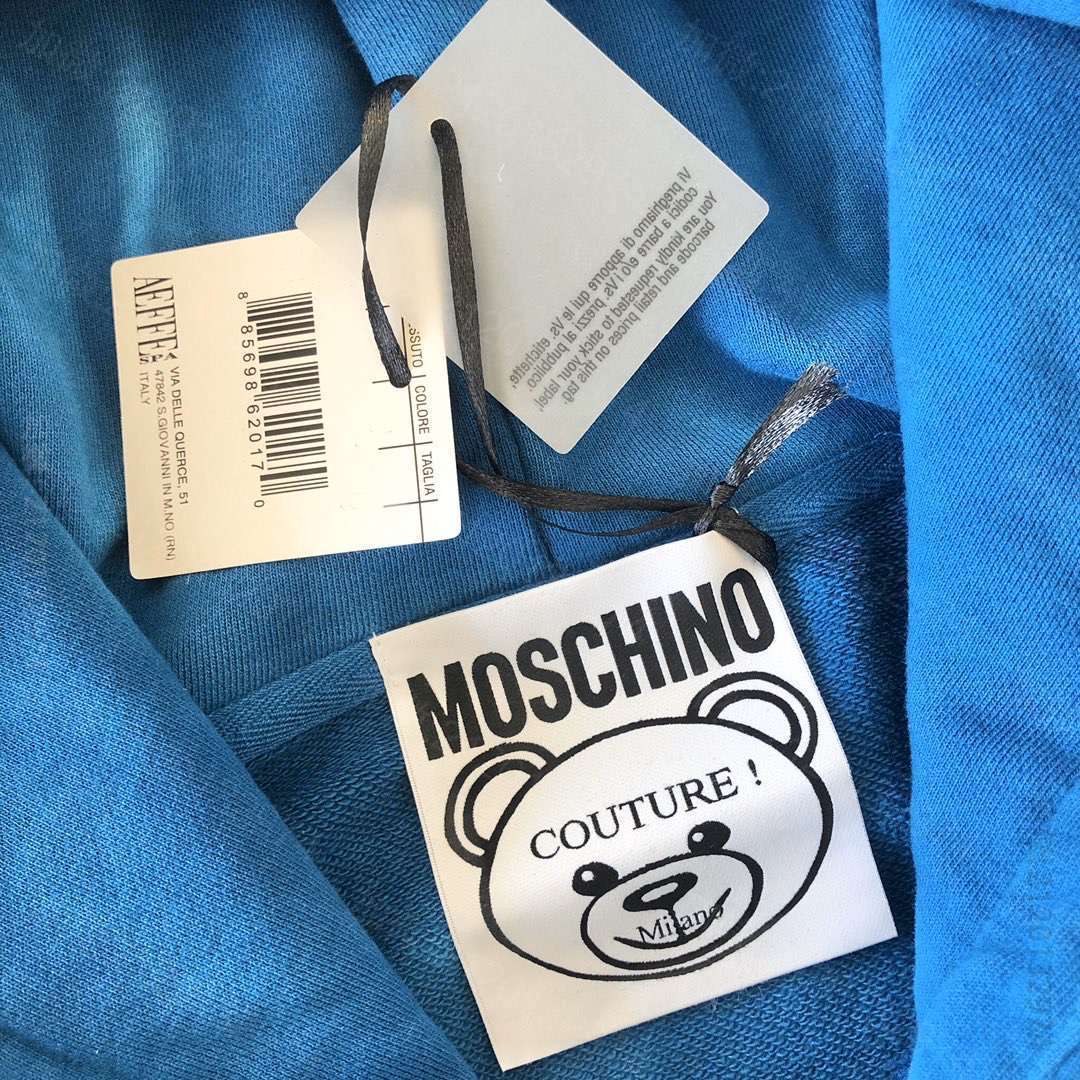 Vi preghiamo di apporre qui le Vs. etichette,
codici a barre e/o i Vs. prezzi al pubblico.
You are kindly requested to stick your label,
barcode and retail prices on this tag.
AEFFE
VIA DELLE QUERCE, 51
47842 S.GIOVANNI IN M.NO (RN)
ITALY
8 85698 62017 0
SSUTO | COLORE | TAGLIA
MOSCHINO
COUTURE !
Milano